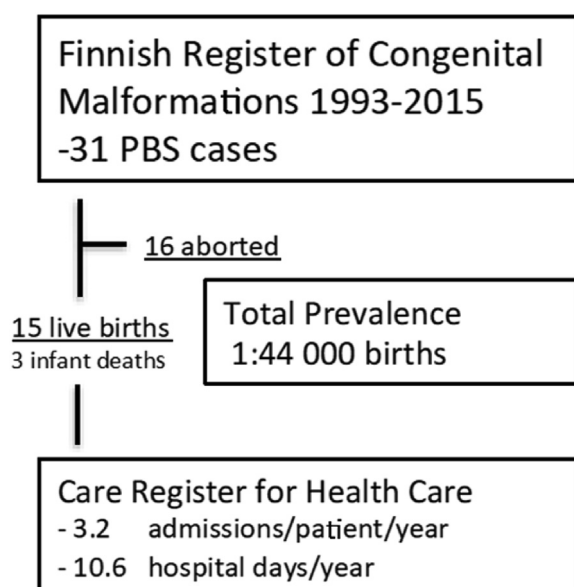 Finnish Register of Congenital
Malformations 1993-2015
-31 PBS cases
16 aborted
15 live births
3 infant deaths
Total Prevalence
1:44 000 births
Care Register for Health Care
- 3.2 admissions/patient/year
- 10.6 hospital days/year